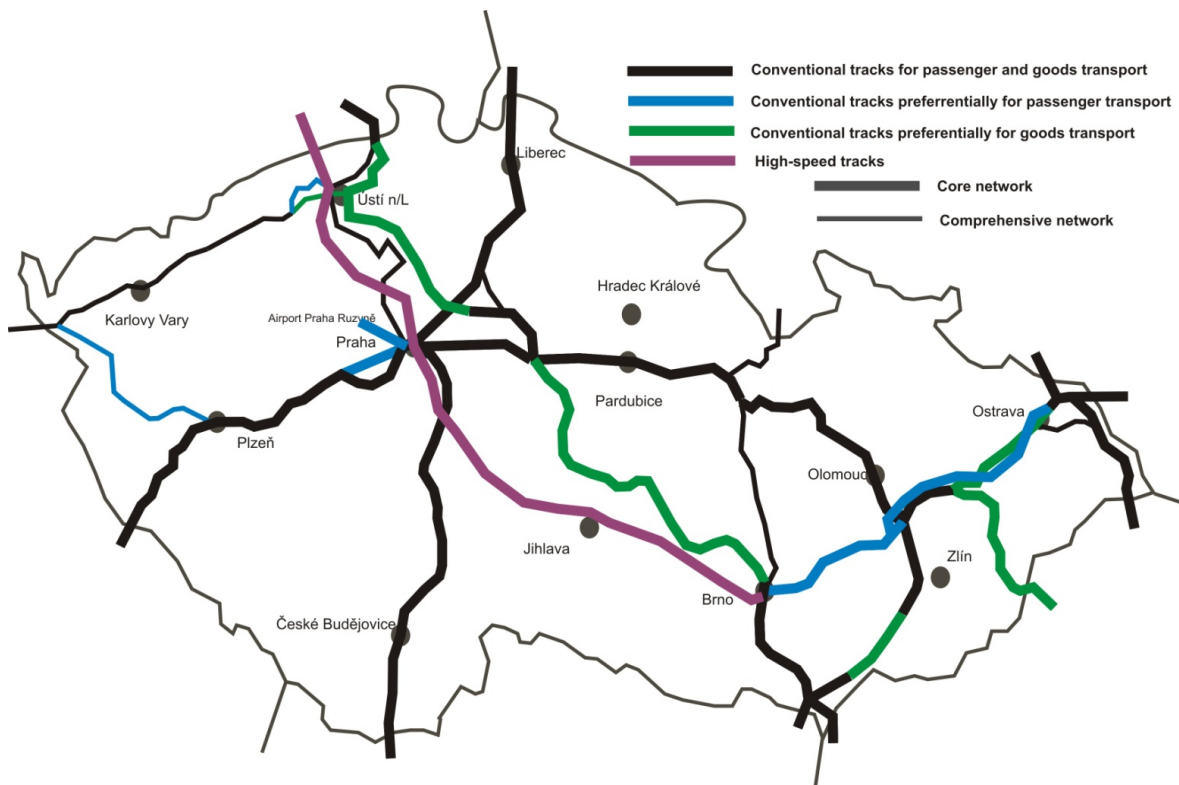 Conventional tracks for passenger and goods transport
Conventional tracks preferrentially for passenger transport
Conventional tracks preferentially for goods transport
High-speed tracks
Core network
Comprehensive network
Liberec
Ústí n/L
Karlovy Vary
Hradec Králové
Airport Praha Ruzyně
Praha
Pardubice
Plzeň
Ostrava
Olomouc
Jihlava
Zlín
Brno
České Budějovice